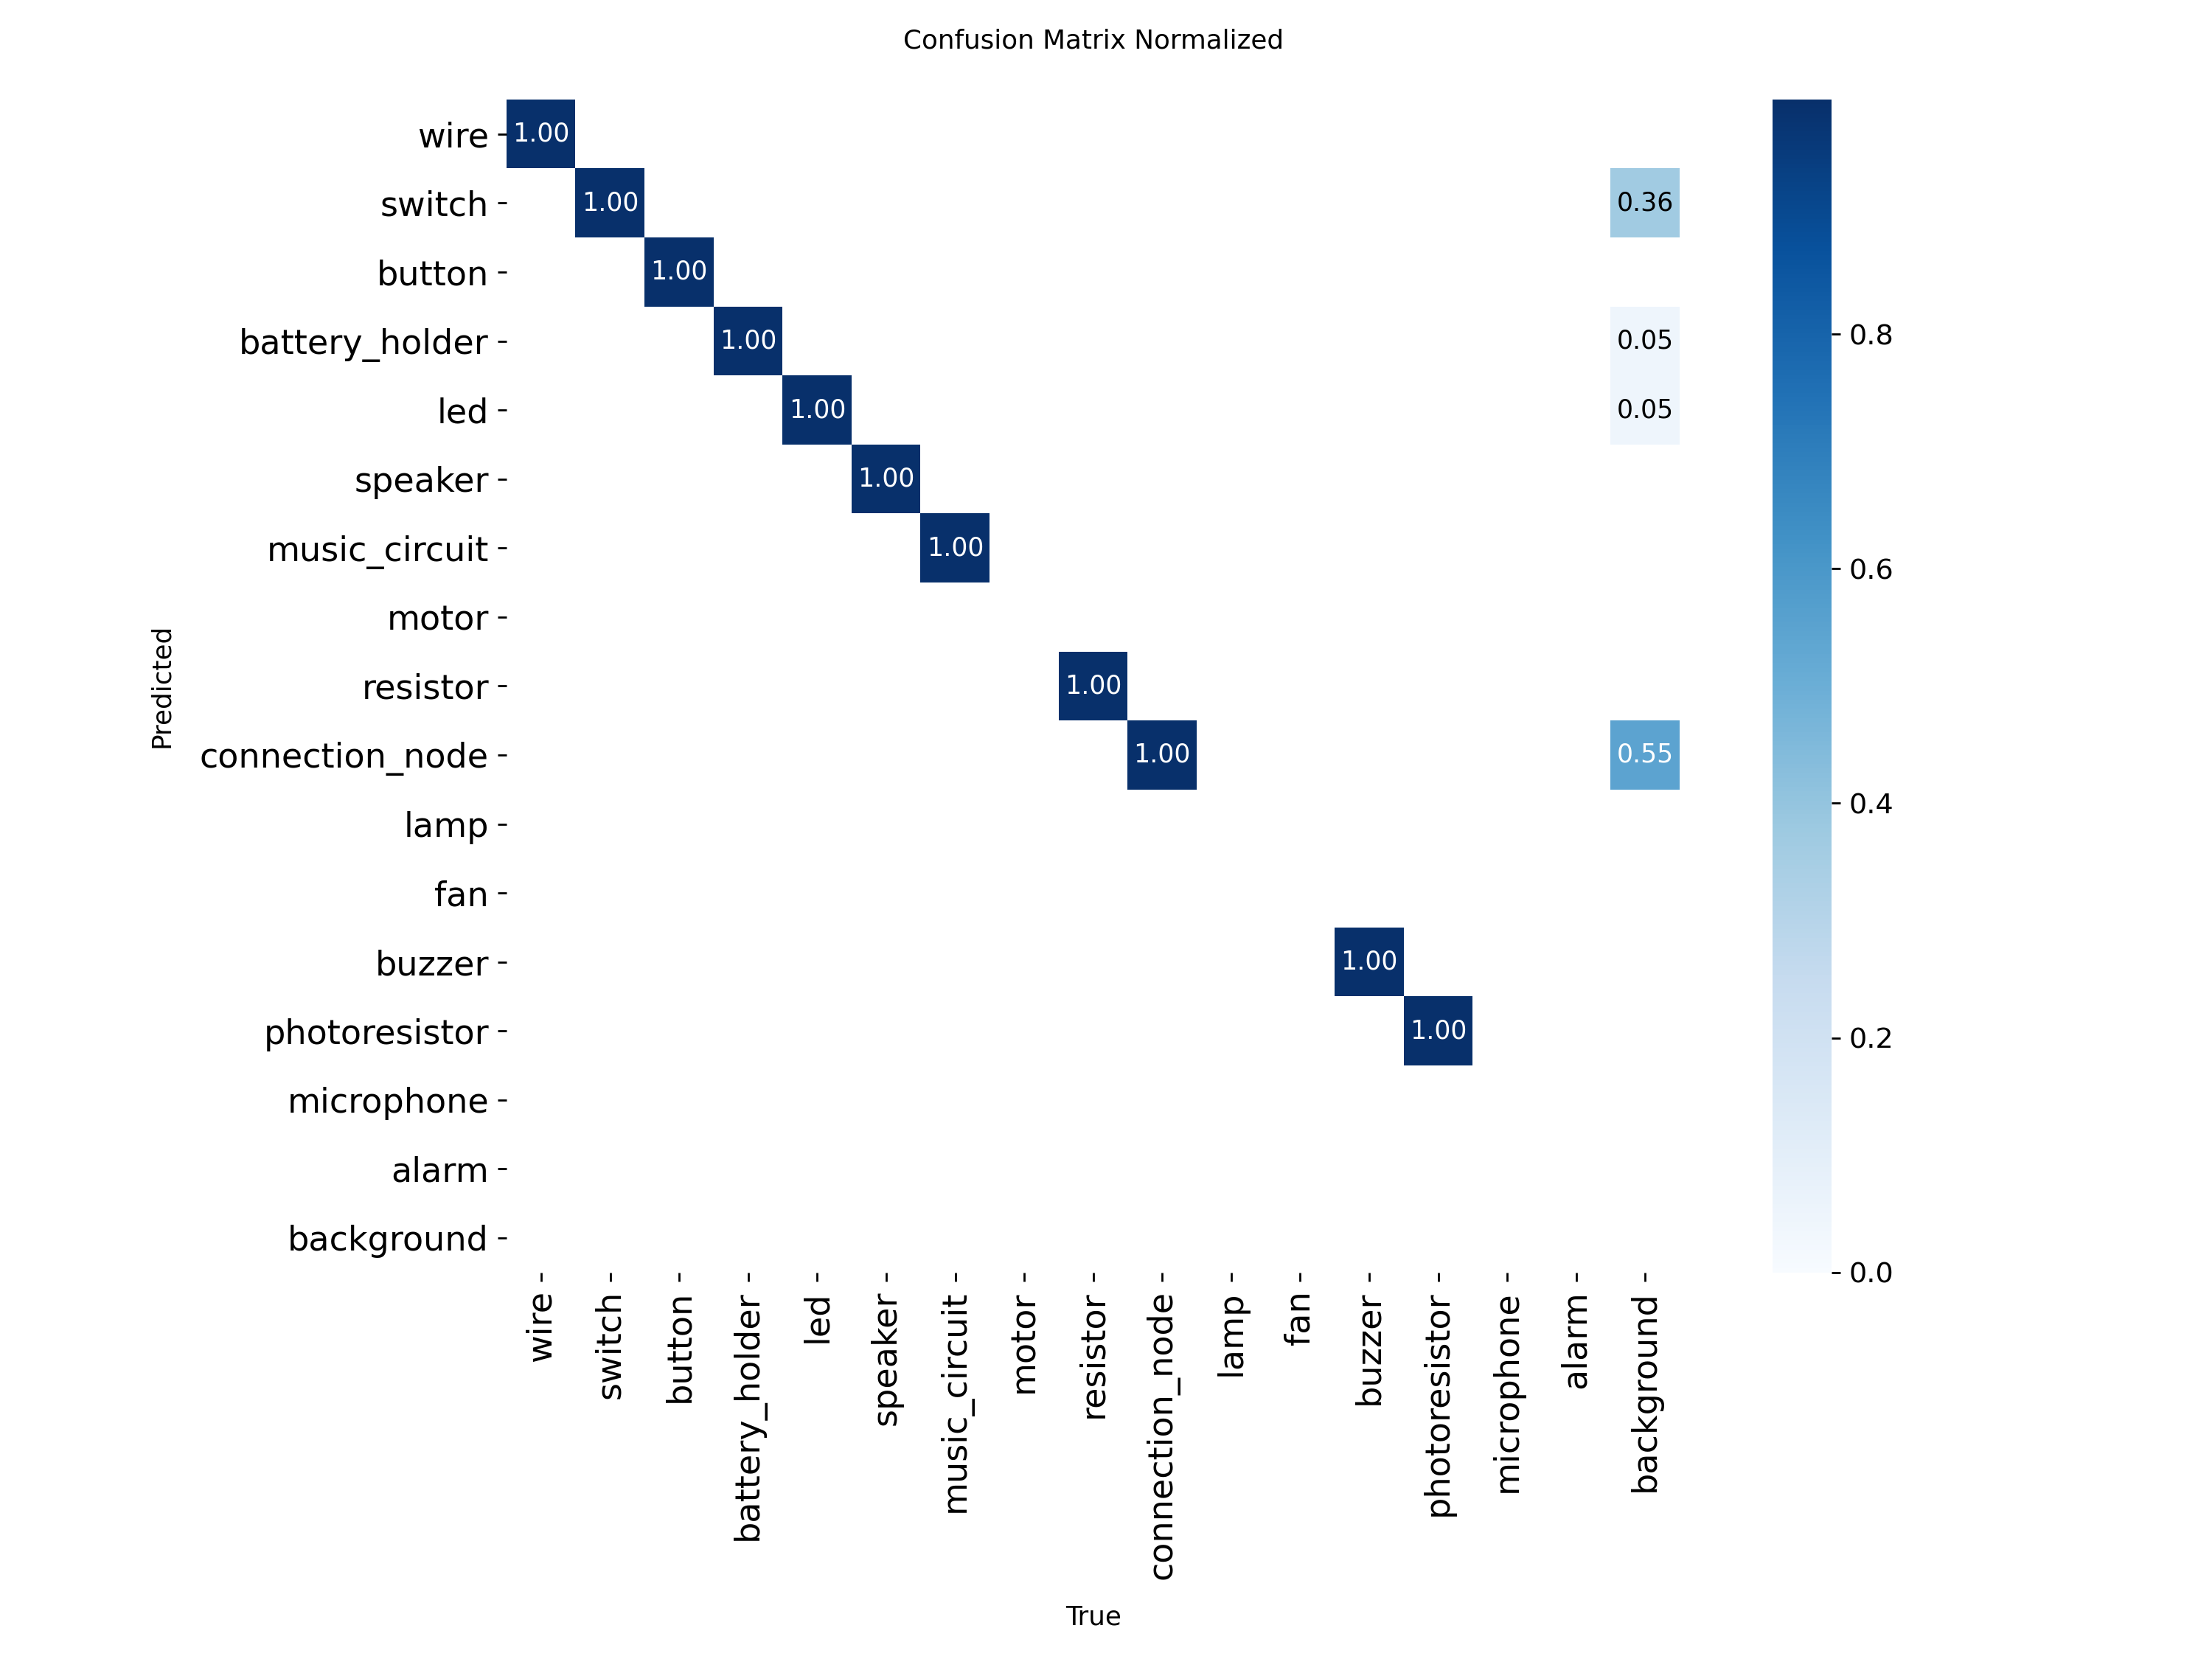 Confusion Matrix Normalized
wire
1.00
switch
1.00
0.36
button
1.00
battery_holder
1.00
0.05
led
1.00
0.05
speaker
1.00
music_circuit
1.00
motor
resistor
1.00
connection_node
1.00
0.55
lamp
fan
buzzer
1.00
photoresistor
1.00
microphone
alarm
background
Predicted
wire
switch
button
battery_holder
led
speaker
music_circuit
motor
resistor
connection_node
lamp
fan
buzzer
photoresistor
microphone
alarm
background
True
0.8
0.6
0.4
0.2
0.0